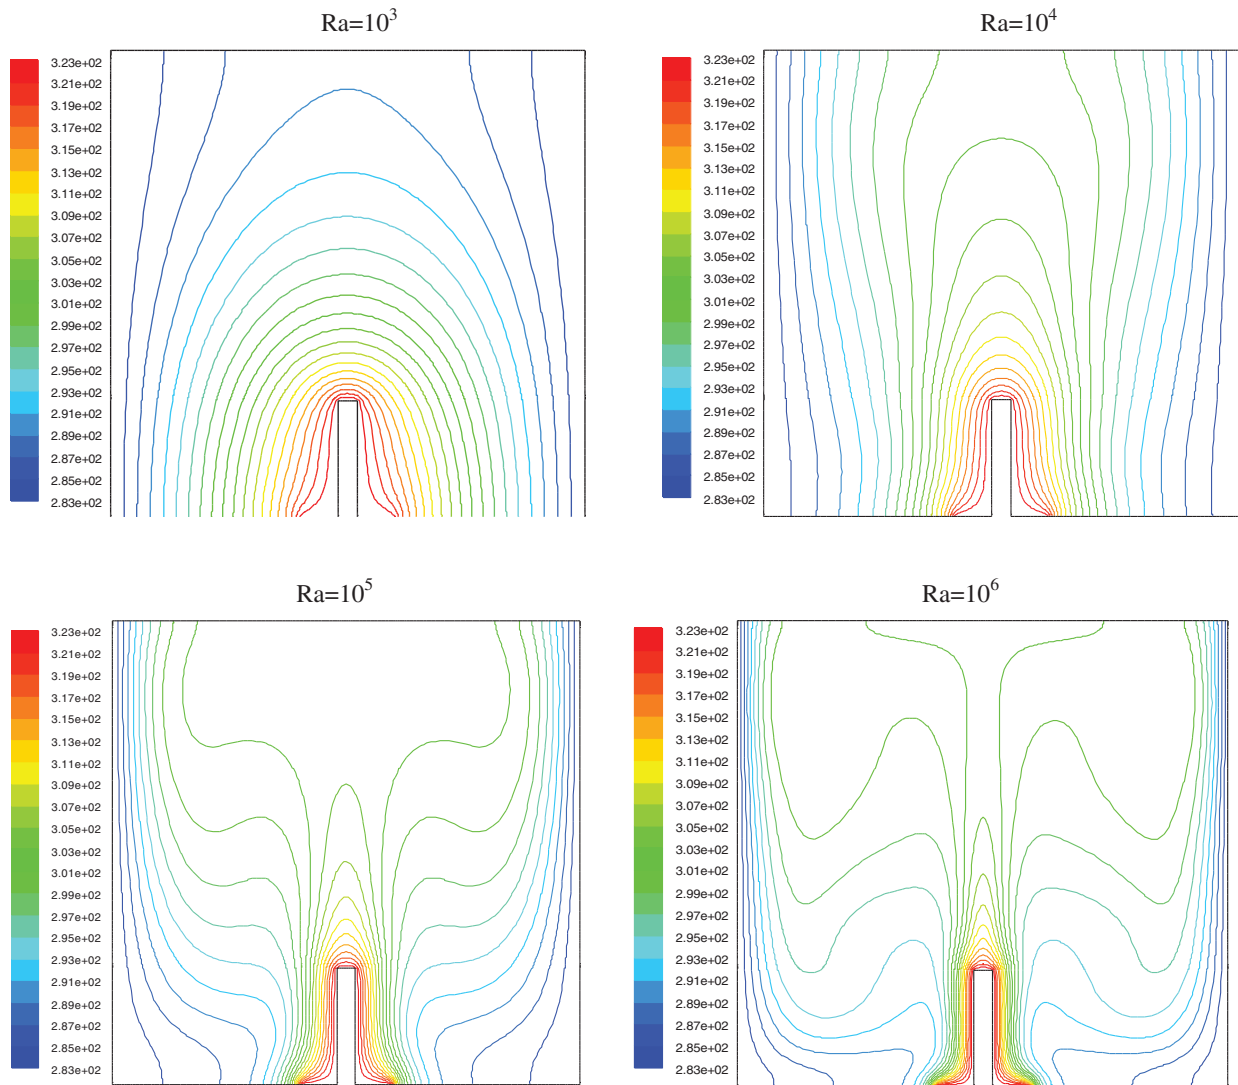 Ra=10³
3.23e+02
3.21e+02
3.19e+02
3.17e+02
3.15e+02
3.13e+02
3.11e+02
3.09e+02
3.07e+02
3.05e+02
3.03e+02
3.01e+02
2.99e+02
2.97e+02
2.95e+02
2.93e+02
2.91e+02
2.89e+02
2.87e+02
2.85e+02
2.83e+02
Ra=10⁴
3.23e+02
3.21e+02
3.19e+02
3.17e+02
3.15e+02
3.13e+02
3.11e+02
3.09e+02
3.07e+02
3.05e+02
3.03e+02
3.01e+02
2.99e+02
2.97e+02
2.95e+02
2.93e+02
2.91e+02
2.89e+02
2.87e+02
2.85e+02
2.83e+02
Ra=10⁵
3.23e+02
3.21e+02
3.19e+02
3.17e+02
3.15e+02
3.13e+02
3.11e+02
3.09e+02
3.07e+02
3.05e+02
3.03e+02
3.01e+02
2.99e+02
2.97e+02
2.95e+02
2.93e+02
2.91e+02
2.89e+02
2.87e+02
2.85e+02
2.83e+02
Ra=10⁶
3.23e+02
3.21e+02
3.19e+02
3.17e+02
3.15e+02
3.13e+02
3.11e+02
3.09e+02
3.07e+02
3.05e+02
3.03e+02
3.01e+02
2.99e+02
2.97e+02
2.95e+02
2.93e+02
2.91e+02
2.89e+02
2.87e+02
2.85e+02
2.83e+02